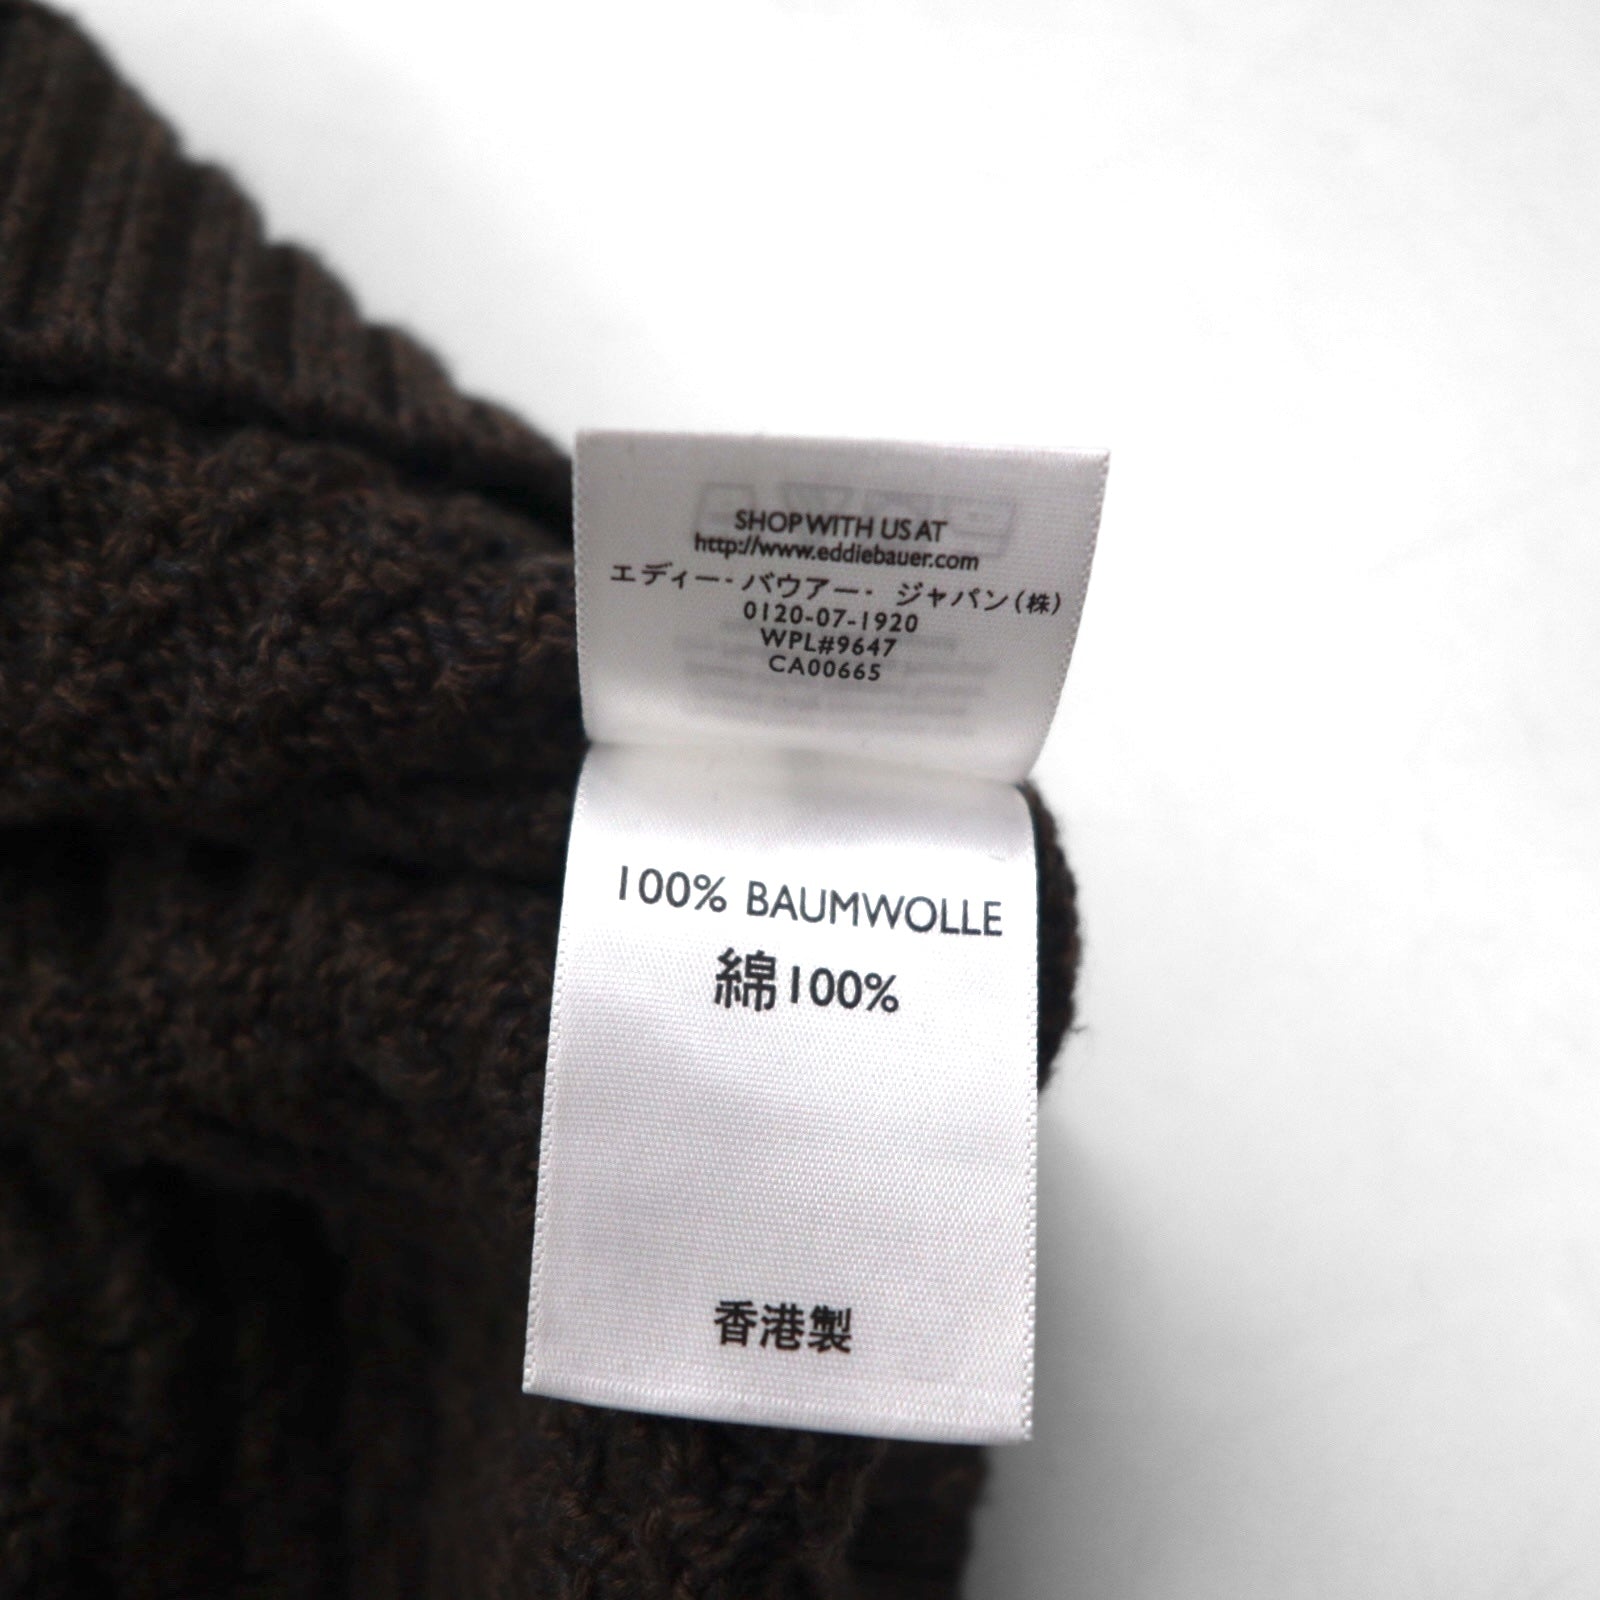 SHOP WITH US AT
http://www.eddiebauer.com
エディー・バウアー・ジャパン(株)
0120-07-1920
WPL#9647
CA00665
100% BAUMWOLLE
綿100%
香港製